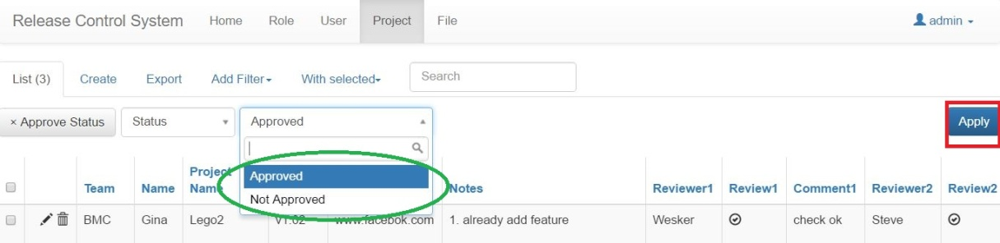 Release Control System Home Role User Project File admin
List (3) Create Export Add Filter With selected Search
× Approve Status Status Approved Apply
Approved
Not Approved
Team Name Project Name Notes Reviewer1 Review1 Comment1 Reviewer2 Review2
BMC Gina Lego2 V1.02 www.facebok.com 1. already add feature Wesker check ok Steve